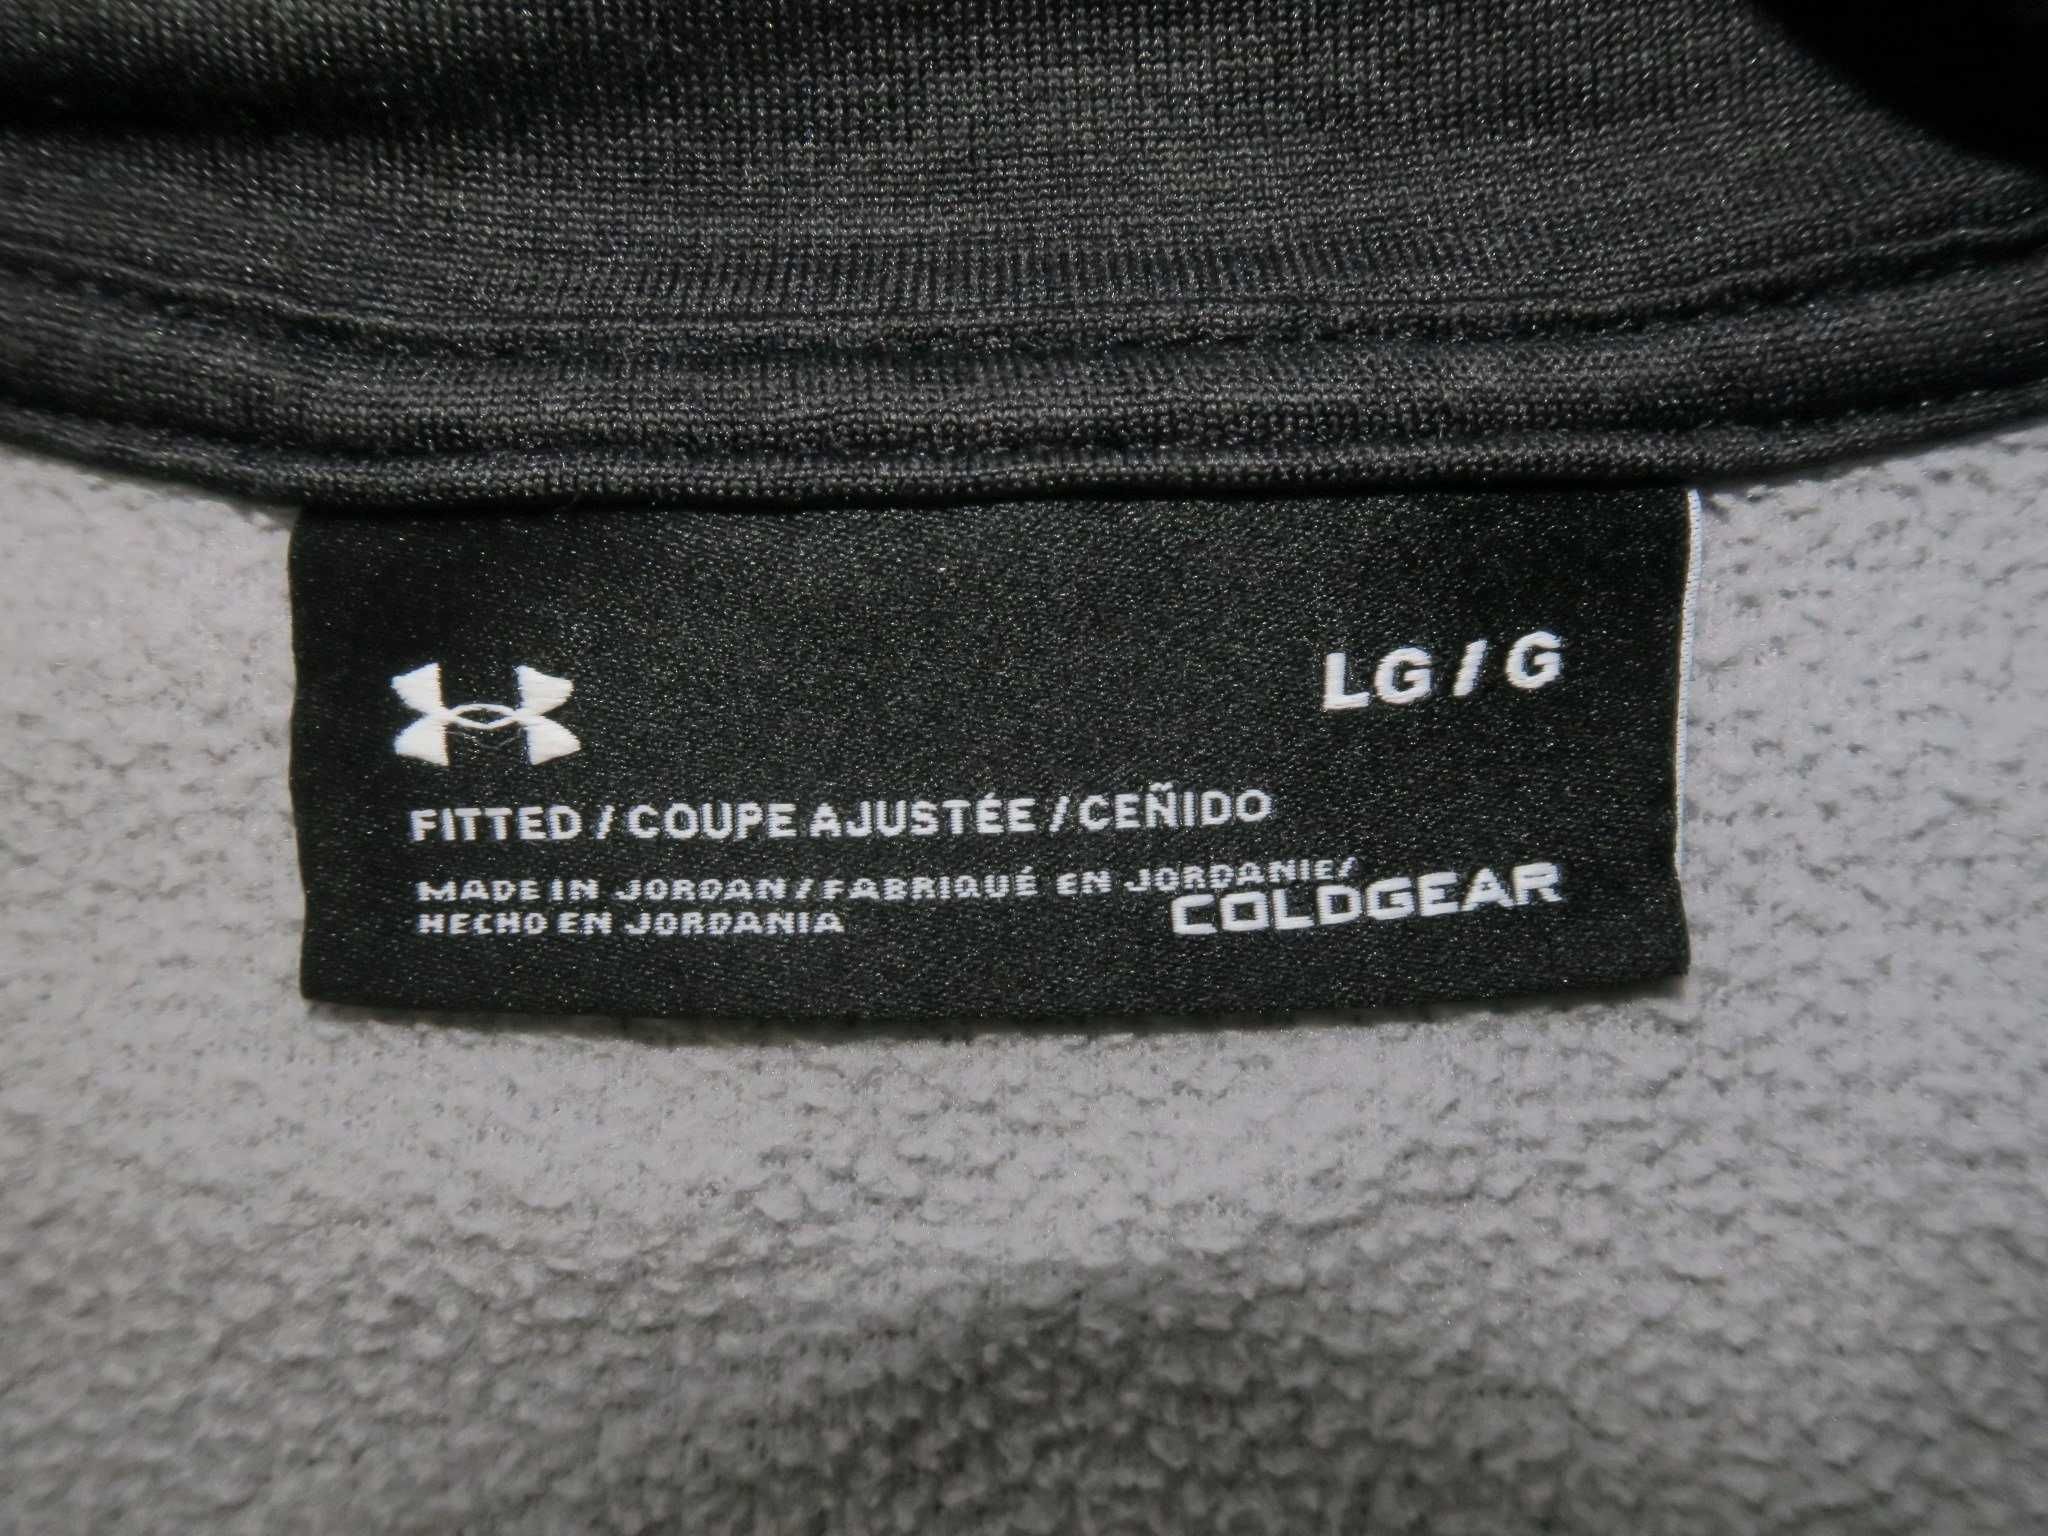 LG / G
FITTED / COUPE AJUSTÉE / CEÑIDO
MADE IN JORDAN / FABRIQUÉ EN JORDANIE/
HECHO EN JORDANIA
COLDGEAR